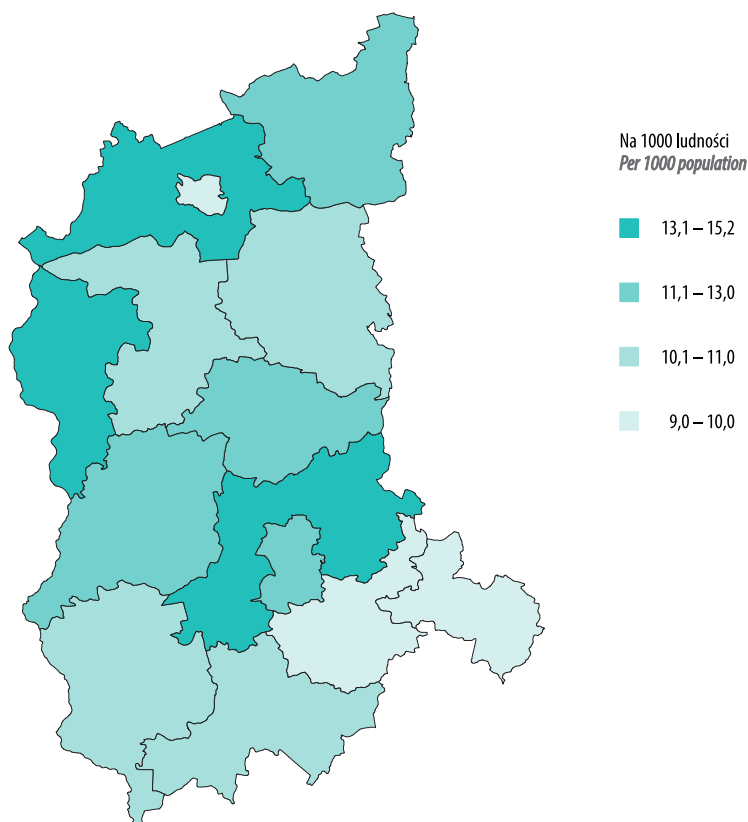 Na 1000 ludności
Per 1000 population
13,1 – 15,2
11,1 – 13,0
10,1 – 11,0
9,0 – 10,0